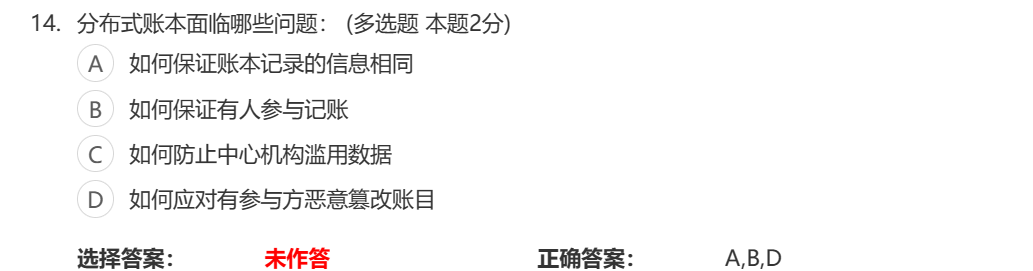 14. 分布式账本面临哪些问题： (多选题 本题2分)
A 如何保证账本记录的信息相同
B 如何保证有人参与记账
C 如何防止中心机构滥用数据
D 如何应对有参与方恶意篡改账目
选择答案： 未作答 正确答案： A,B,D